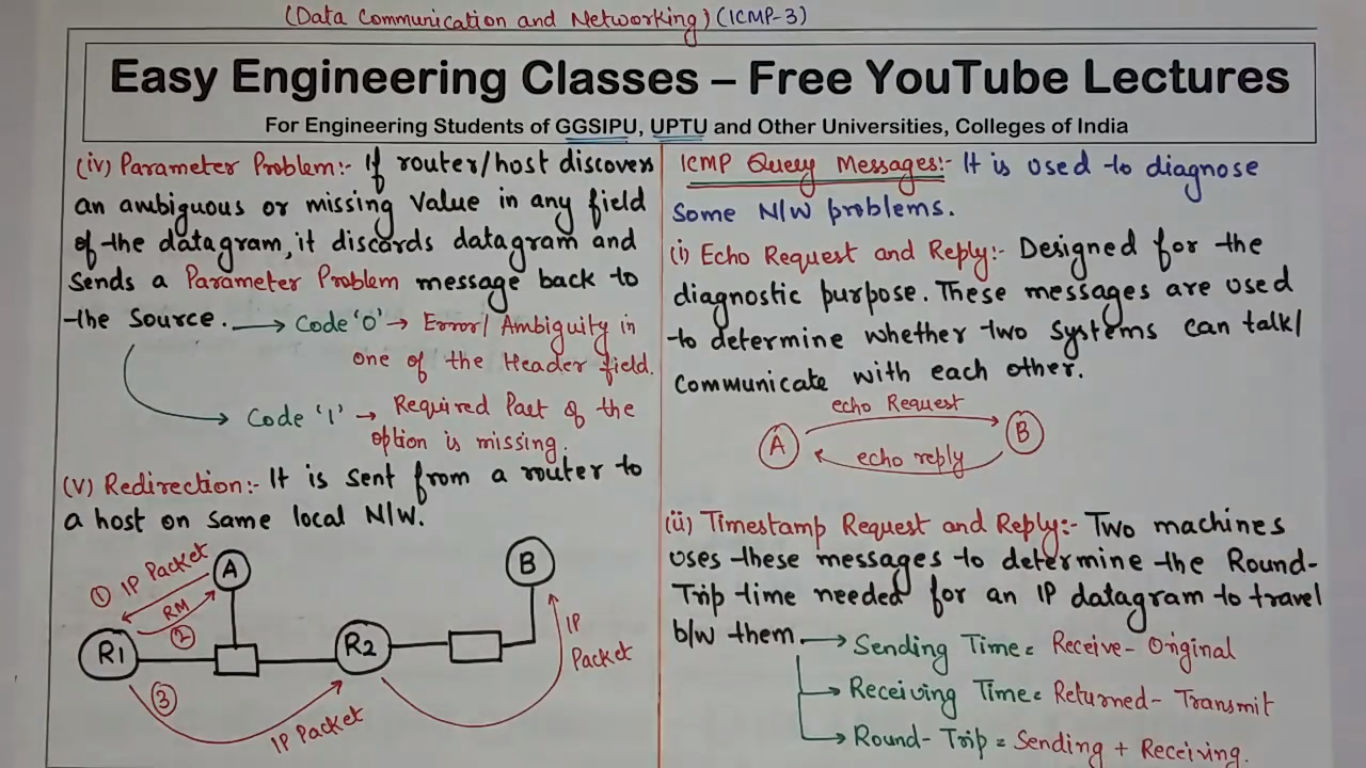 (Data Communication and Networking) (ICMP-3)
Easy Engineering Classes – Free YouTube Lectures
For Engineering Students of GGSIPU, UPTU and Other Universities, Colleges of India
(iv) Parameter Problem:- If router/host discovers
an ambiguous or missing value in any field
of the datagram, it discards datagram and
sends a Parameter Problem message back to
the source. → Code '0' → Error/ Ambiguity in
one of the Header field.
→ Code '1' → Required Part of the
option is missing.
(v) Redirection:- It is sent from a router to
a host on same local N/W.
① IP Packet
A
B
RM
②
R1
R2
IP
Packet
③
IP Packet
ICMP Query Messages:- It is used to diagnose
some N/W problems.
(i) Echo Request and Reply:- Designed for the
diagnostic purpose. These messages are used
to determine whether two systems can talk/
communicate with each other.
echo Request
A
B
echo reply
(ii) Timestamp Request and Reply:- Two machines
uses these messages to determine the Round-
Trip time needed for an IP datagram to travel
b/w them. → Sending Time = Receive - Original
→ Receiving Time = Returned - Transmit
→ Round-Trip = Sending + Receiving.